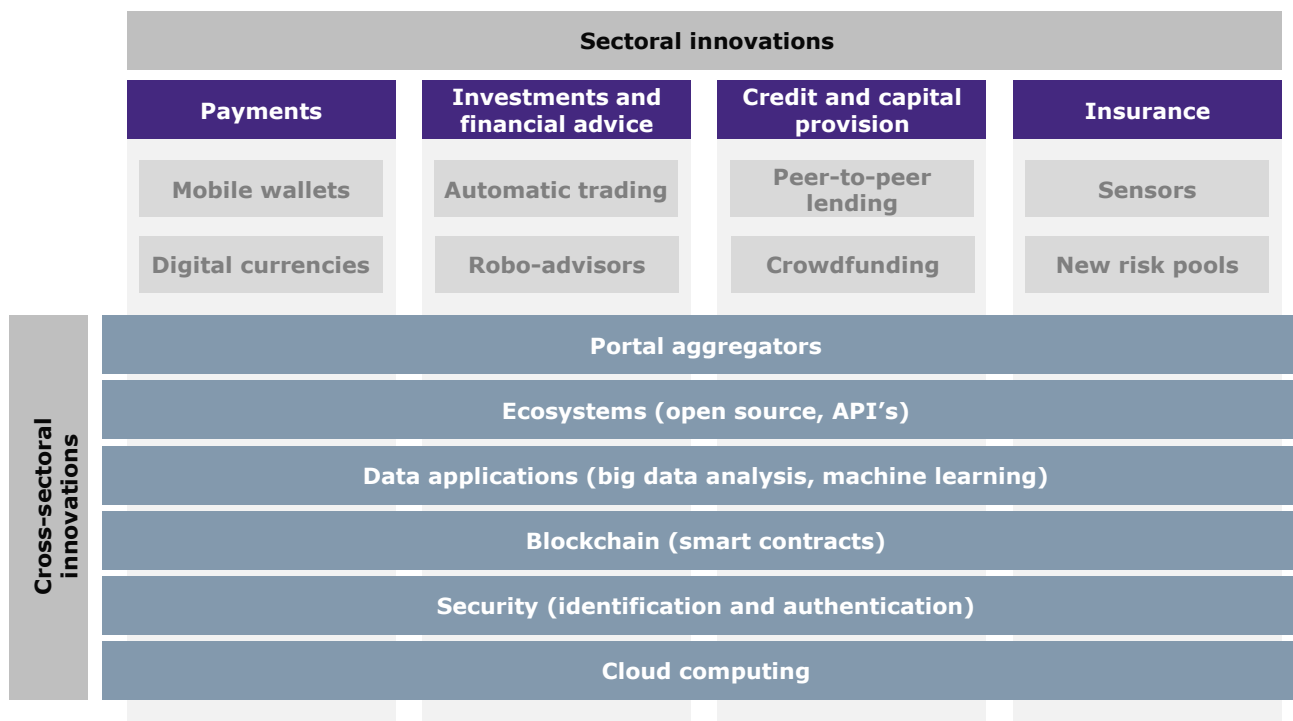 Sectoral innovations
Payments
Investments and
financial advice
Credit and capital
provision
Insurance
Mobile wallets
Automatic trading
Peer-to-peer
lending
Sensors
Digital currencies
Robo-advisors
Crowdfunding
New risk pools
Cross-sectoral
innovations
Portal aggregators
Ecosystems (open source, API’s)
Data applications (big data analysis, machine learning)
Blockchain (smart contracts)
Security (identification and authentication)
Cloud computing